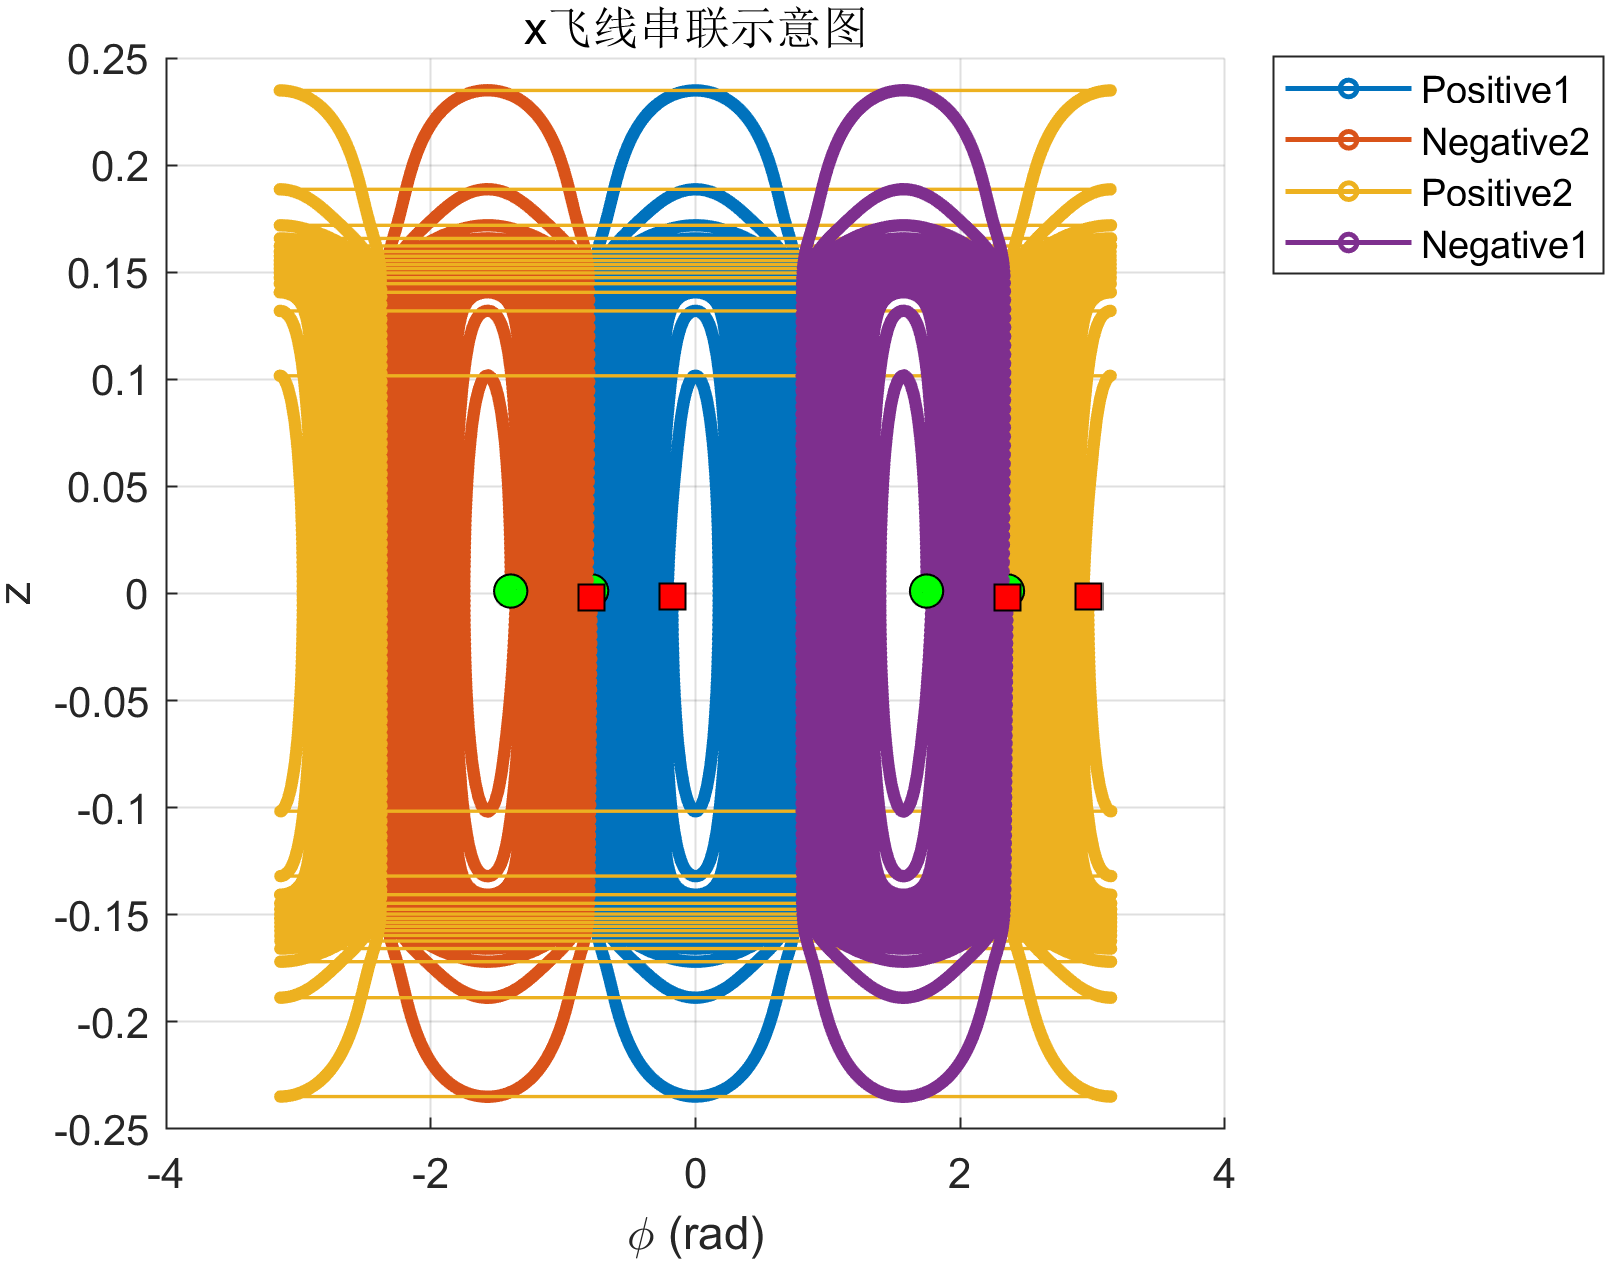 x飞线串联示意图
0.25
0.2
0.15
0.1
0.05
0
-0.05
-0.1
-0.15
-0.2
-0.25
z
-4
-2
0
2
4
ϕ (rad)
Positive1
Negative2
Positive2
Negative1